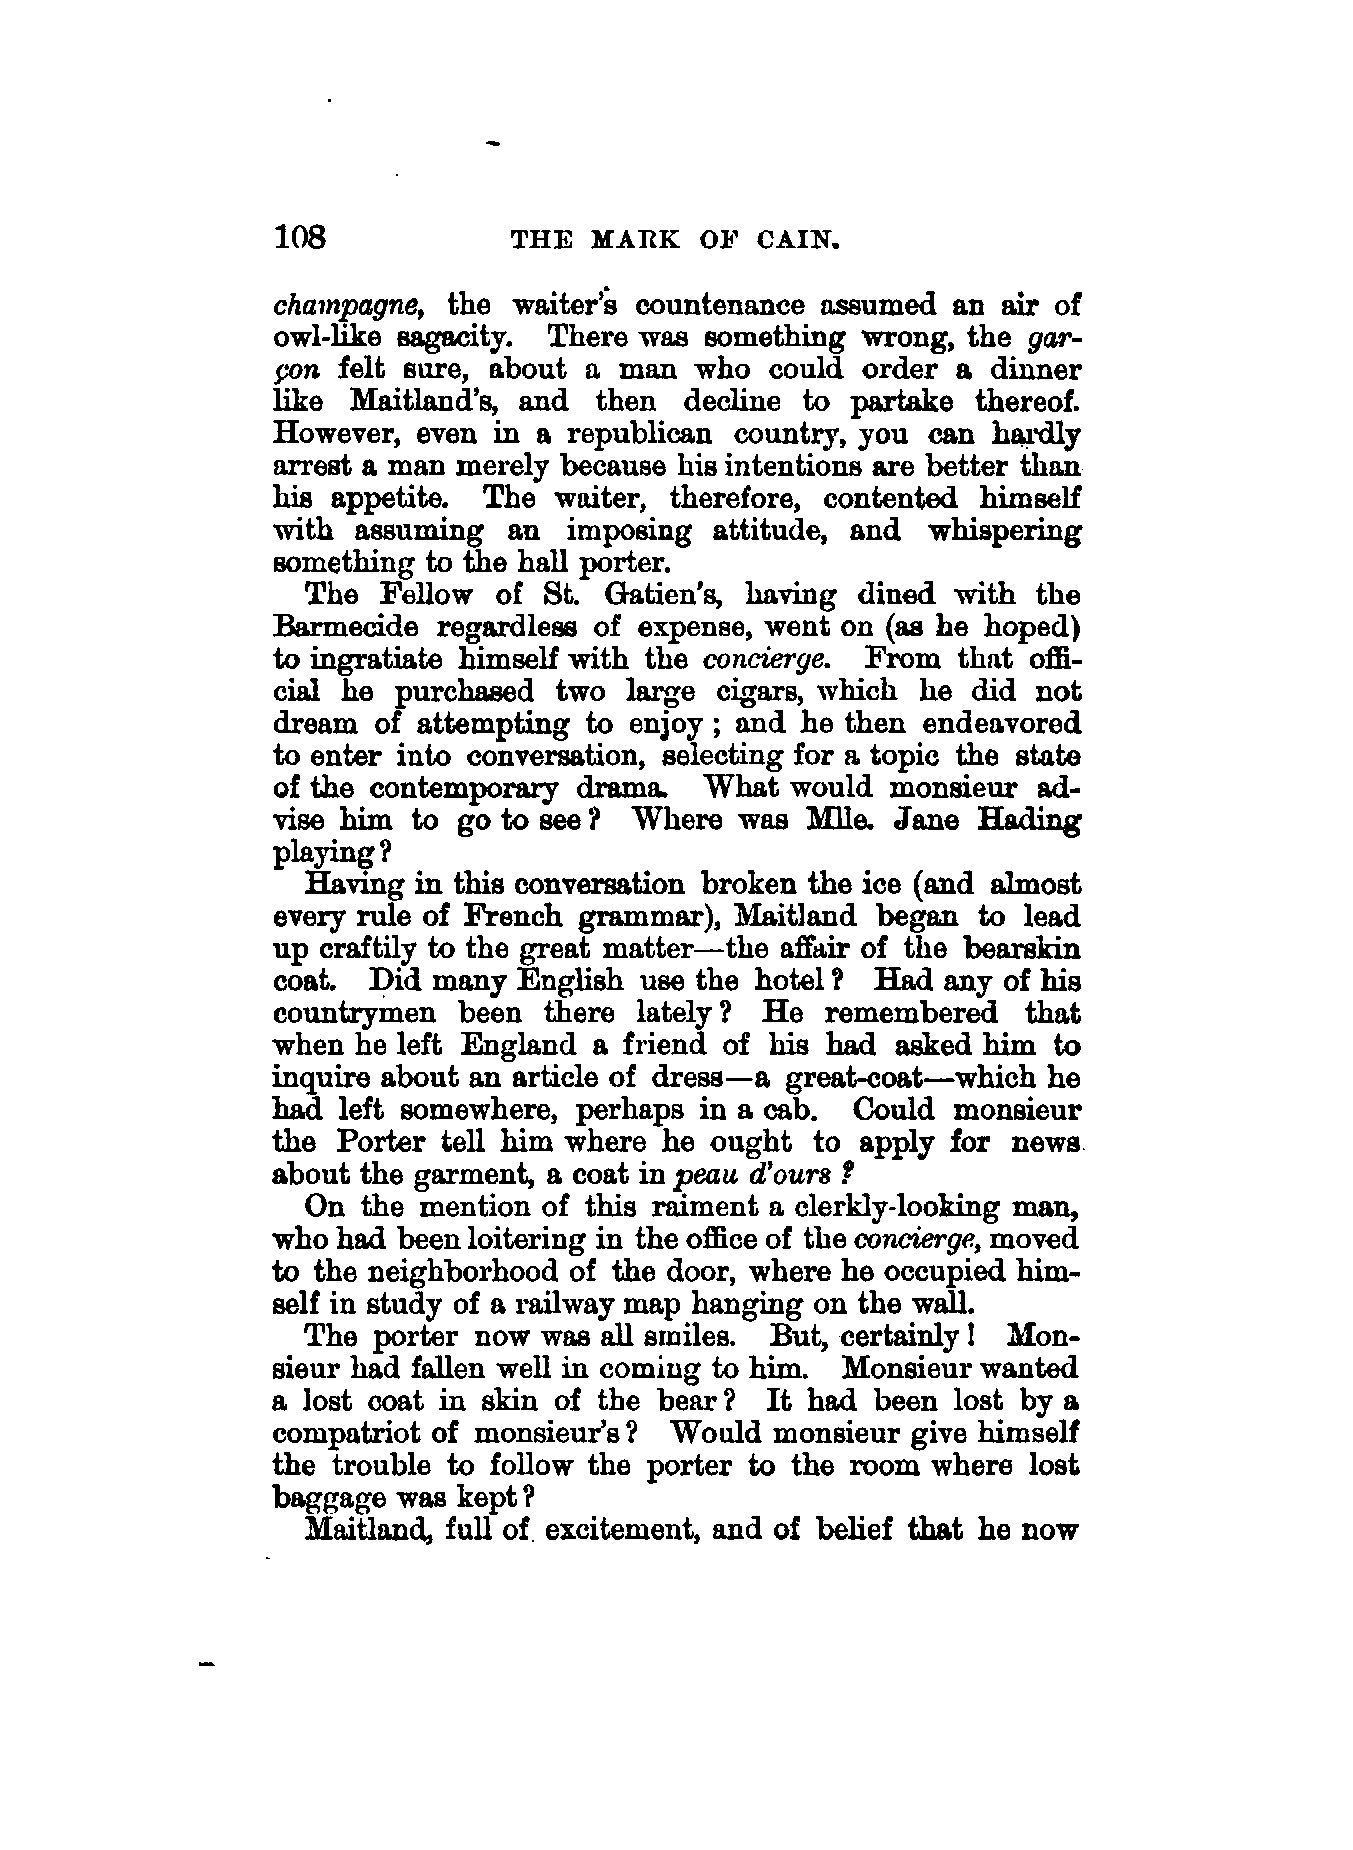 108 THE MARK OF CAIN.
champagne, the waiter's countenance assumed an air of
owl-like sagacity. There was something wrong, the gar-
çon felt sure, about a man who could order a dinner
like Maitland's, and then decline to partake thereof.
However, even in a republican country, you can hardly
arrest a man merely because his intentions are better than
his appetite. The waiter, therefore, contented himself
with assuming an imposing attitude, and whispering
something to the hall porter.
The Fellow of St. Gatien's, having dined with the
Barmecide regardless of expense, went on (as he hoped)
to ingratiate himself with the concierge. From that offi-
cial he purchased two large cigars, which he did not
dream of attempting to enjoy; and he then endeavored
to enter into conversation, selecting for a topic the state
of the contemporary drama. What would monsieur ad-
vise him to go to see? Where was Mlle. Jane Hading
playing?
Having in this conversation broken the ice (and almost
every rule of French grammar), Maitland began to lead
up craftily to the great matter—the affair of the bearskin
coat. Did many English use the hotel? Had any of his
countrymen been there lately? He remembered that
when he left England a friend of his had asked him to
inquire about an article of dress—a great-coat—which he
had left somewhere, perhaps in a cab. Could monsieur
the Porter tell him where he ought to apply for news
about the garment, a coat in peau d'ours?
On the mention of this raiment a clerkly-looking man,
who had been loitering in the office of the concierge, moved
to the neighborhood of the door, where he occupied him-
self in study of a railway map hanging on the wall.
The porter now was all smiles. But, certainly! Mon-
sieur had fallen well in coming to him. Monsieur wanted
a lost coat in skin of the bear? It had been lost by a
compatriot of monsieur's? Would monsieur give himself
the trouble to follow the porter to the room where lost
baggage was kept?
Maitland, full of excitement, and of belief that he now